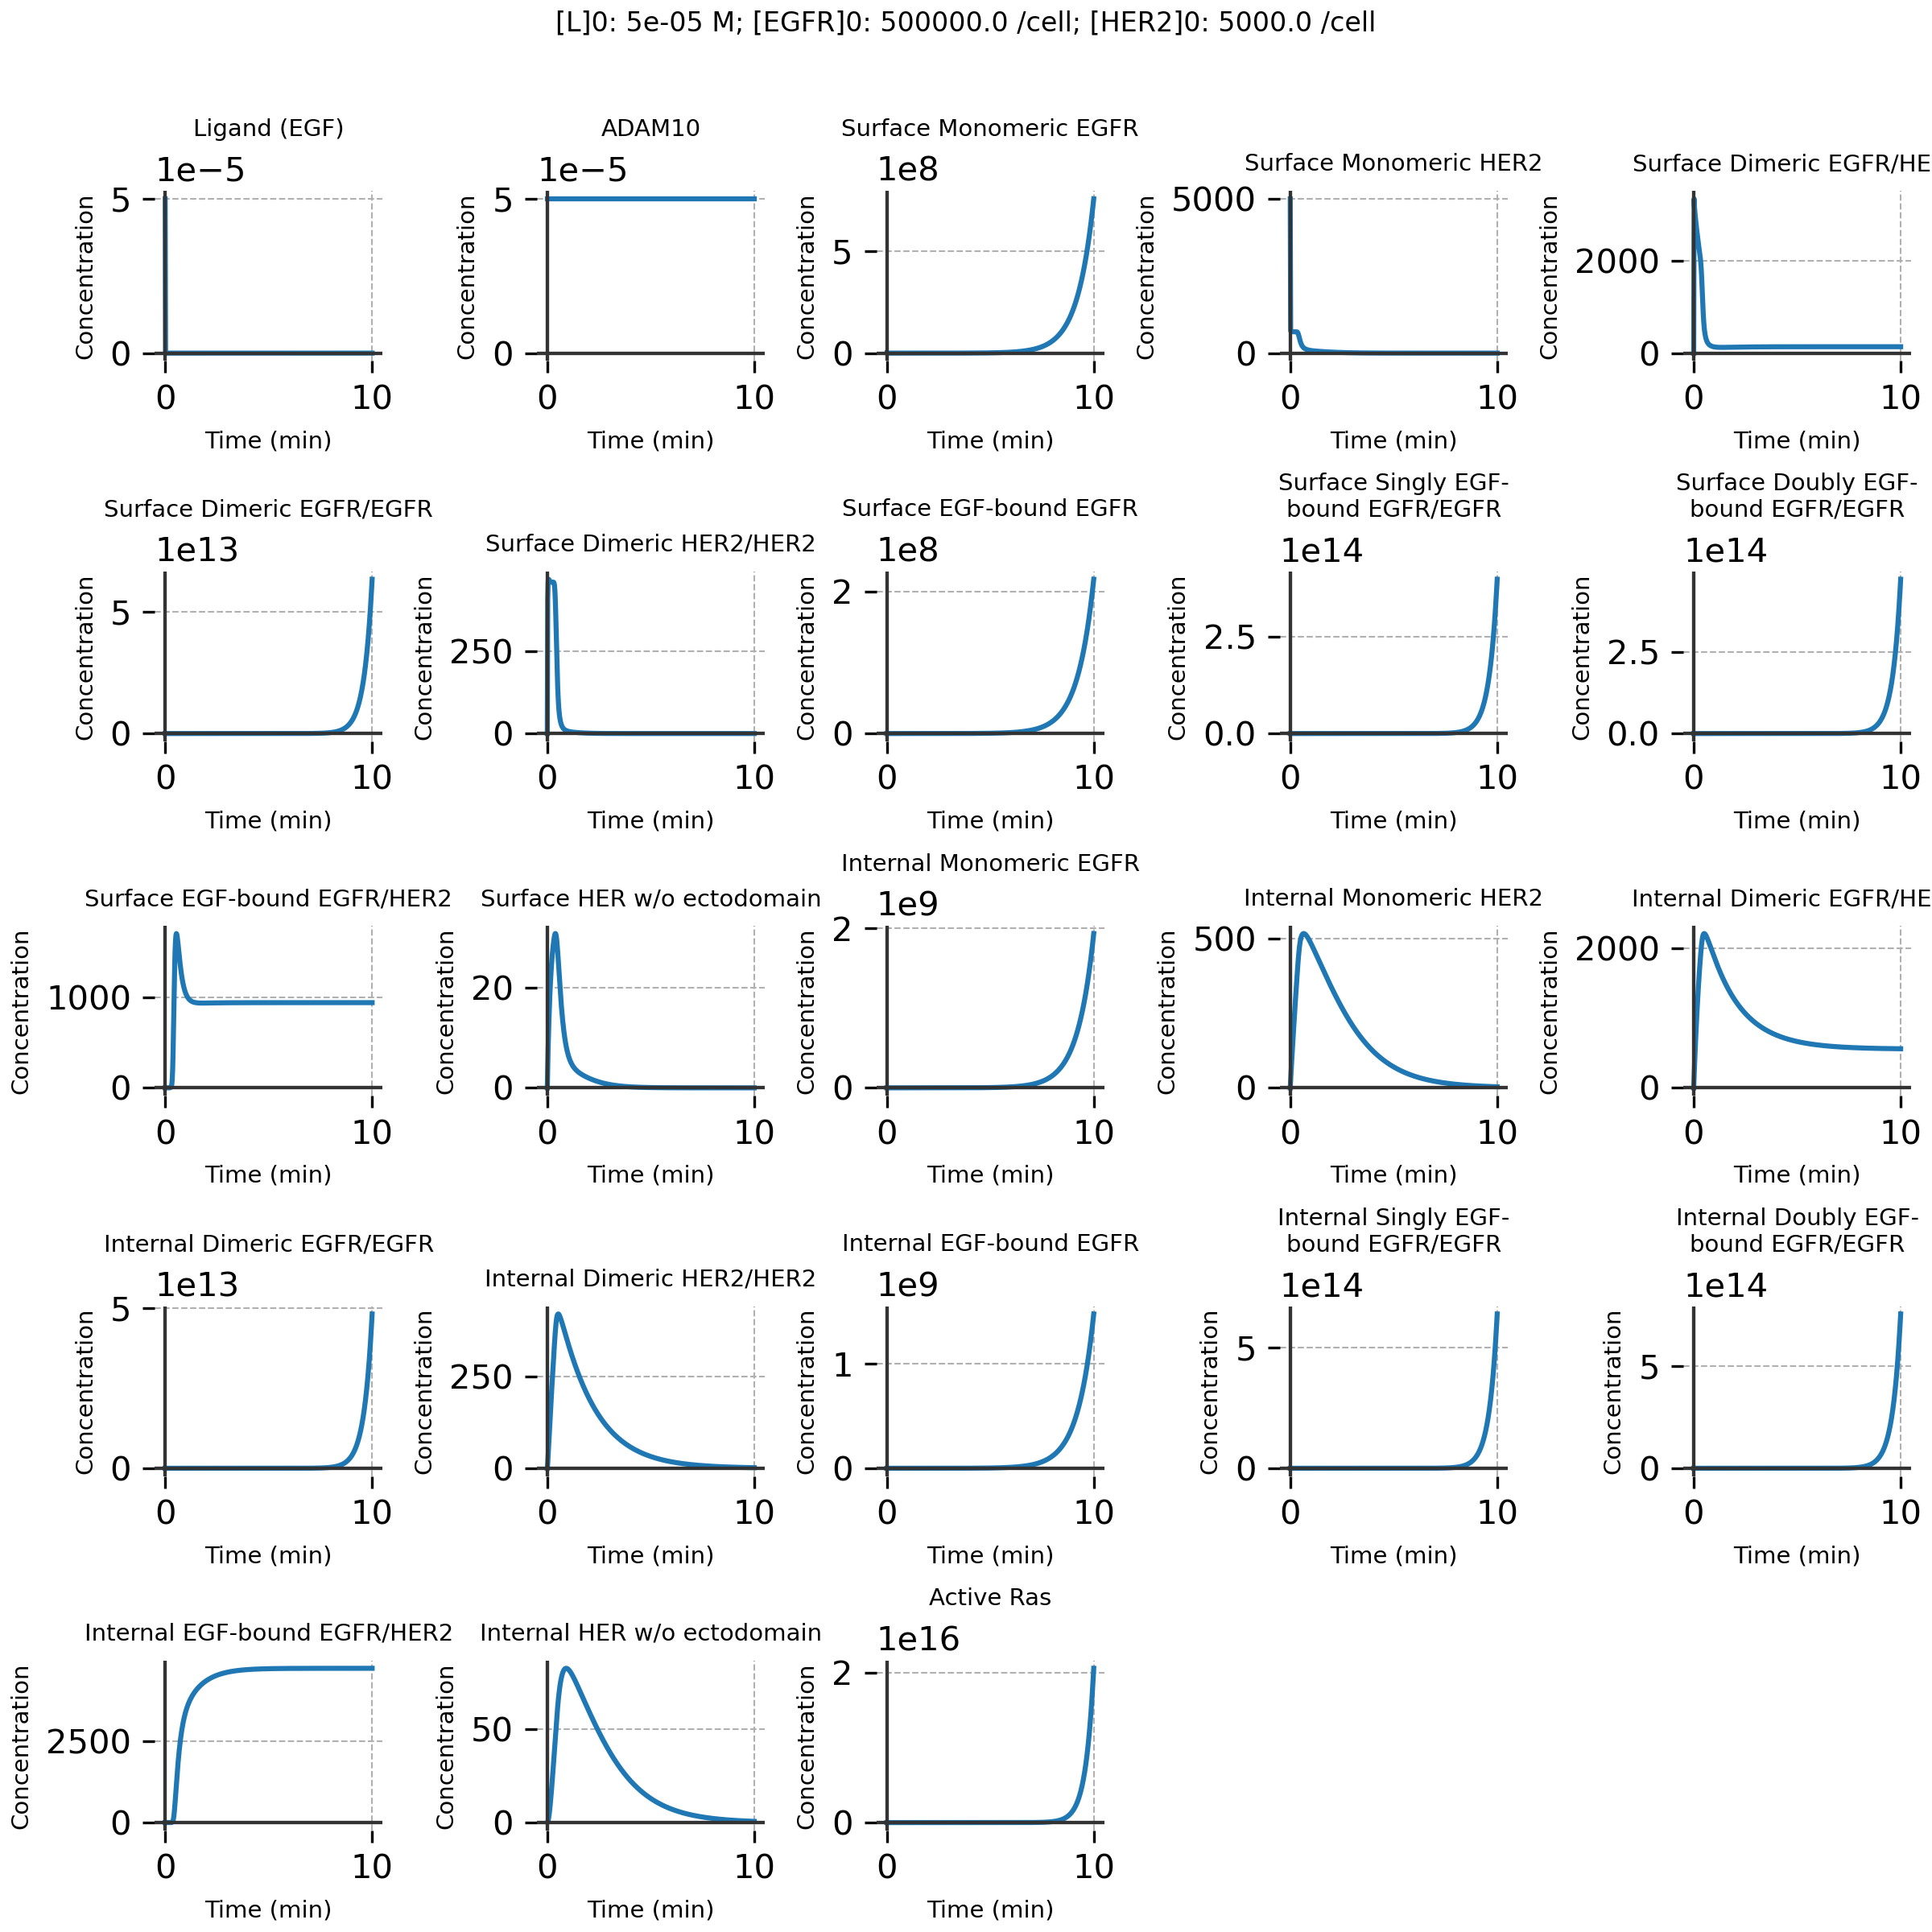 [L]0: 5e-05 M; [EGFR]0: 500000.0 /cell; [HER2]0: 5000.0 /cell
Ligand (EGF)
1e−5
Concentration
5
0
0
10
Time (min)
ADAM10
1e−5
Concentration
5
0
0
10
Time (min)
Surface Monomeric EGFR
1e8
Concentration
5
0
0
10
Time (min)
Surface Monomeric HER2
Concentration
5000
0
0
10
Time (min)
Surface Dimeric EGFR/HE
Concentration
2000
0
0
10
Time (min)
Surface Dimeric EGFR/EGFR
1e13
Concentration
5
0
0
10
Time (min)
Surface Dimeric HER2/HER2
Concentration
250
0
0
10
Time (min)
Surface EGF-bound EGFR
1e8
Concentration
2
0
0
10
Time (min)
Surface Singly EGF-
bound EGFR/EGFR
1e14
Concentration
2.5
0.0
0
10
Time (min)
Surface Doubly EGF-
bound EGFR/EGFR
1e14
Concentration
2.5
0.0
0
10
Time (min)
Surface EGF-bound EGFR/HER2
Concentration
1000
0
0
10
Time (min)
Surface HER w/o ectodomain
Concentration
20
0
0
10
Time (min)
Internal Monomeric EGFR
1e9
Concentration
2
0
0
10
Time (min)
Internal Monomeric HER2
Concentration
500
0
0
10
Time (min)
Internal Dimeric EGFR/HE
Concentration
2000
0
0
10
Time (min)
Internal Dimeric EGFR/EGFR
1e13
Concentration
5
0
0
10
Time (min)
Internal Dimeric HER2/HER2
Concentration
250
0
0
10
Time (min)
Internal EGF-bound EGFR
1e9
Concentration
1
0
0
10
Time (min)
Internal Singly EGF-
bound EGFR/EGFR
1e14
Concentration
5
0
0
10
Time (min)
Internal Doubly EGF-
bound EGFR/EGFR
1e14
Concentration
5
0
0
10
Time (min)
Internal EGF-bound EGFR/HER2
Concentration
2500
0
0
10
Time (min)
Internal HER w/o ectodomain
Concentration
50
0
0
10
Time (min)
Active Ras
1e16
Concentration
2
0
0
10
Time (min)